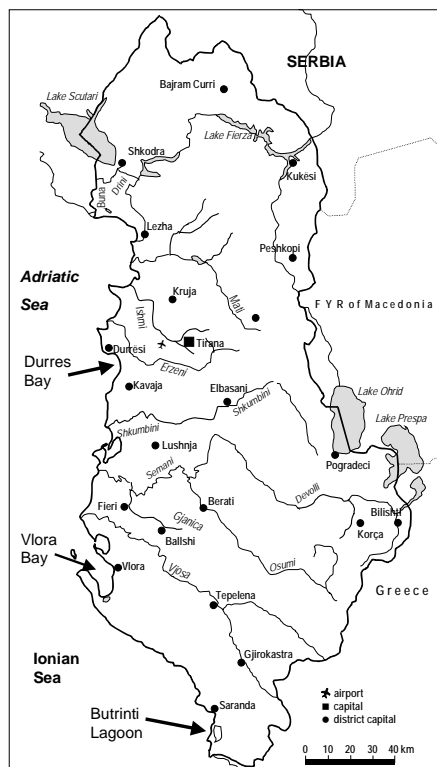 SERBIA
Bajram Curri
Lake Scutari
Lake Fierza
Shkodra
Kukësi
Buna
Drini
Lezha
Peshkopi
Adriatic
Sea
Kruja
Mati
FYR of Macedonia
Ishmi
Tirana
Durrësi
Durres
Bay
Erzeni
Kavaja
Elbasani
Lake Ohrid
Shkumbini
Lake Prespa
Shkumbini
Lushnja
Pogradeci
Semani
Devolli
Fieri
Berati
Bilishti
Gjanica
Korça
Ballshi
Vlora
Bay
Vlora
Vjosa
Osumi
Tepelena
Greece
Ionian
Sea
Gjirokastra
airport
capital
Saranda
district capital
Butrinti
Lagoon
0 10 20 40 km